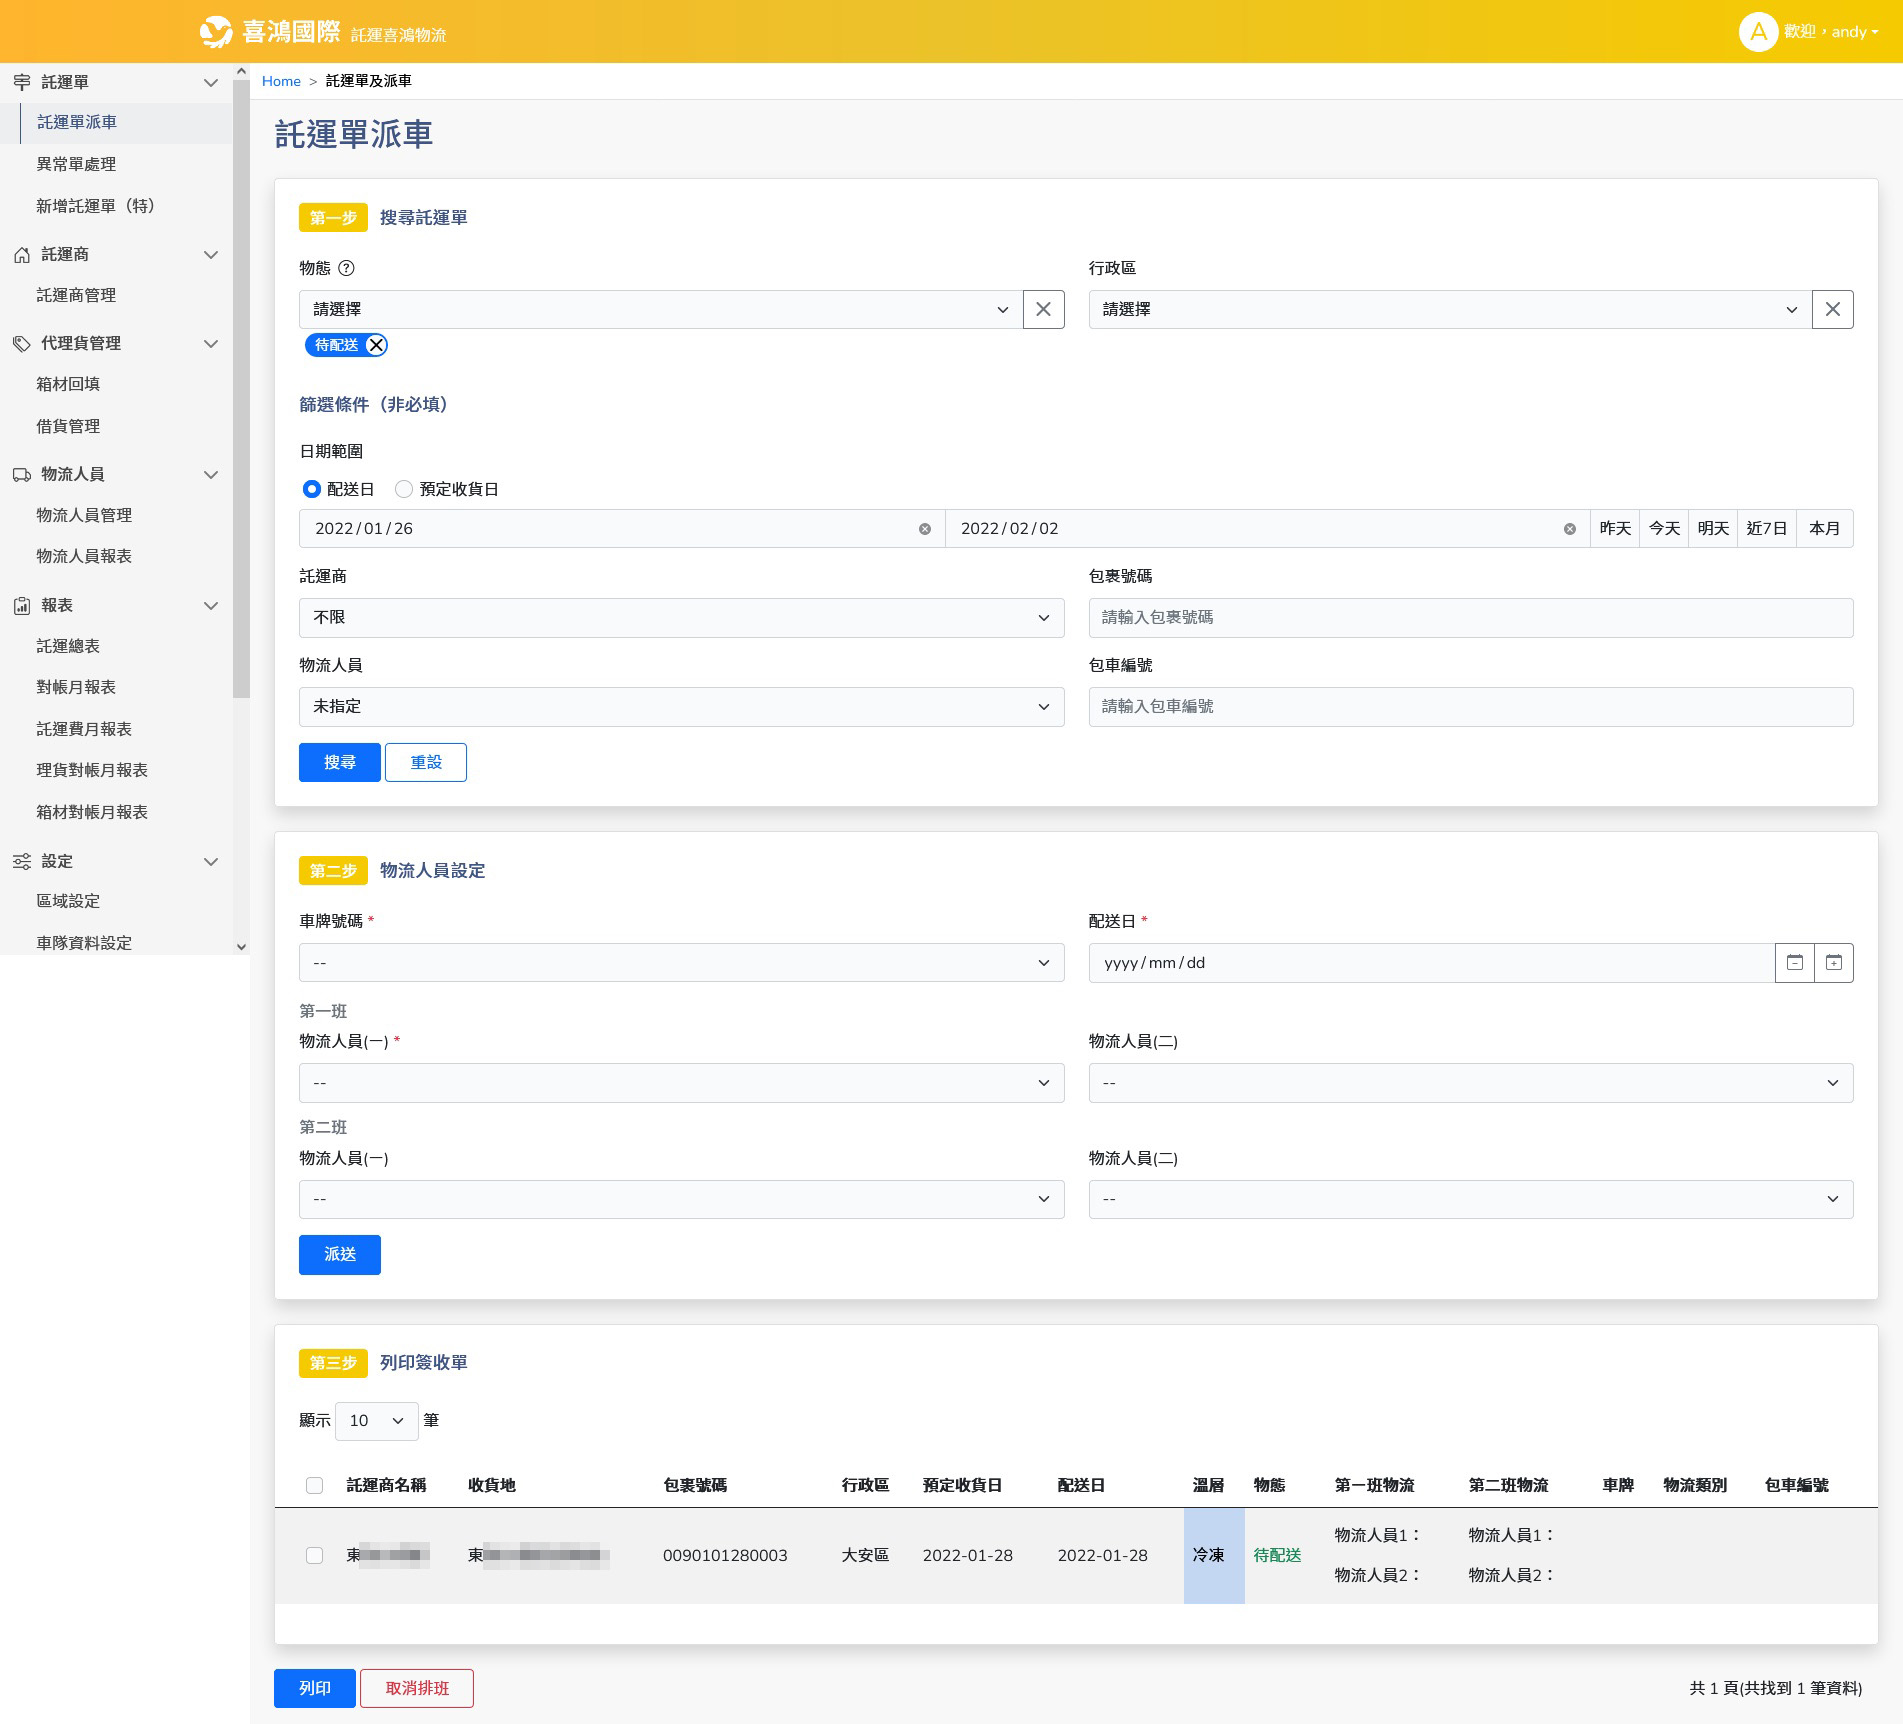 喜鴻國際 託運喜鴻物流
A 歡迎，andy
託運單
託運單派車
異常單處理
新增託運單（特）
託運商
託運商管理
代理貨管理
箱材回填
借貨管理
物流人員
物流人員管理
物流人員報表
報表
託運總表
對帳月報表
託運費月報表
理貨對帳月報表
箱材對帳月報表
設定
區域設定
車隊資料設定
Home > 託運單及派車
託運單派車
第一步 搜尋託運單
物態 行政區
請選擇 請選擇
待配送
篩選條件（非必填）
日期範圍
配送日 預定收貨日
2022/01/26 2022/02/02 昨天 今天 明天 近7日 本月
託運商 包裹號碼
不限 請輸入包裹號碼
物流人員 包車編號
未指定 請輸入包車編號
搜尋 重設
第二步 物流人員設定
車牌號碼 * 配送日 *
-- yyyy/mm/dd
第一班
物流人員(一) * 物流人員(二)
-- --
第二班
物流人員(一) 物流人員(二)
-- --
派送
第三步 列印簽收單
顯示 10 筆
託運商名稱 收貨地 包裹號碼 行政區 預定收貨日 配送日 溫層 物態 第一班物流 第二班物流 車牌 物流類別 包車編號
東 東 0090101280003 大安區 2022-01-28 2022-01-28 冷凍 待配送 物流人員1： 物流人員1：
物流人員2： 物流人員2：
列印 取消排班 共 1 頁(共找到 1 筆資料)